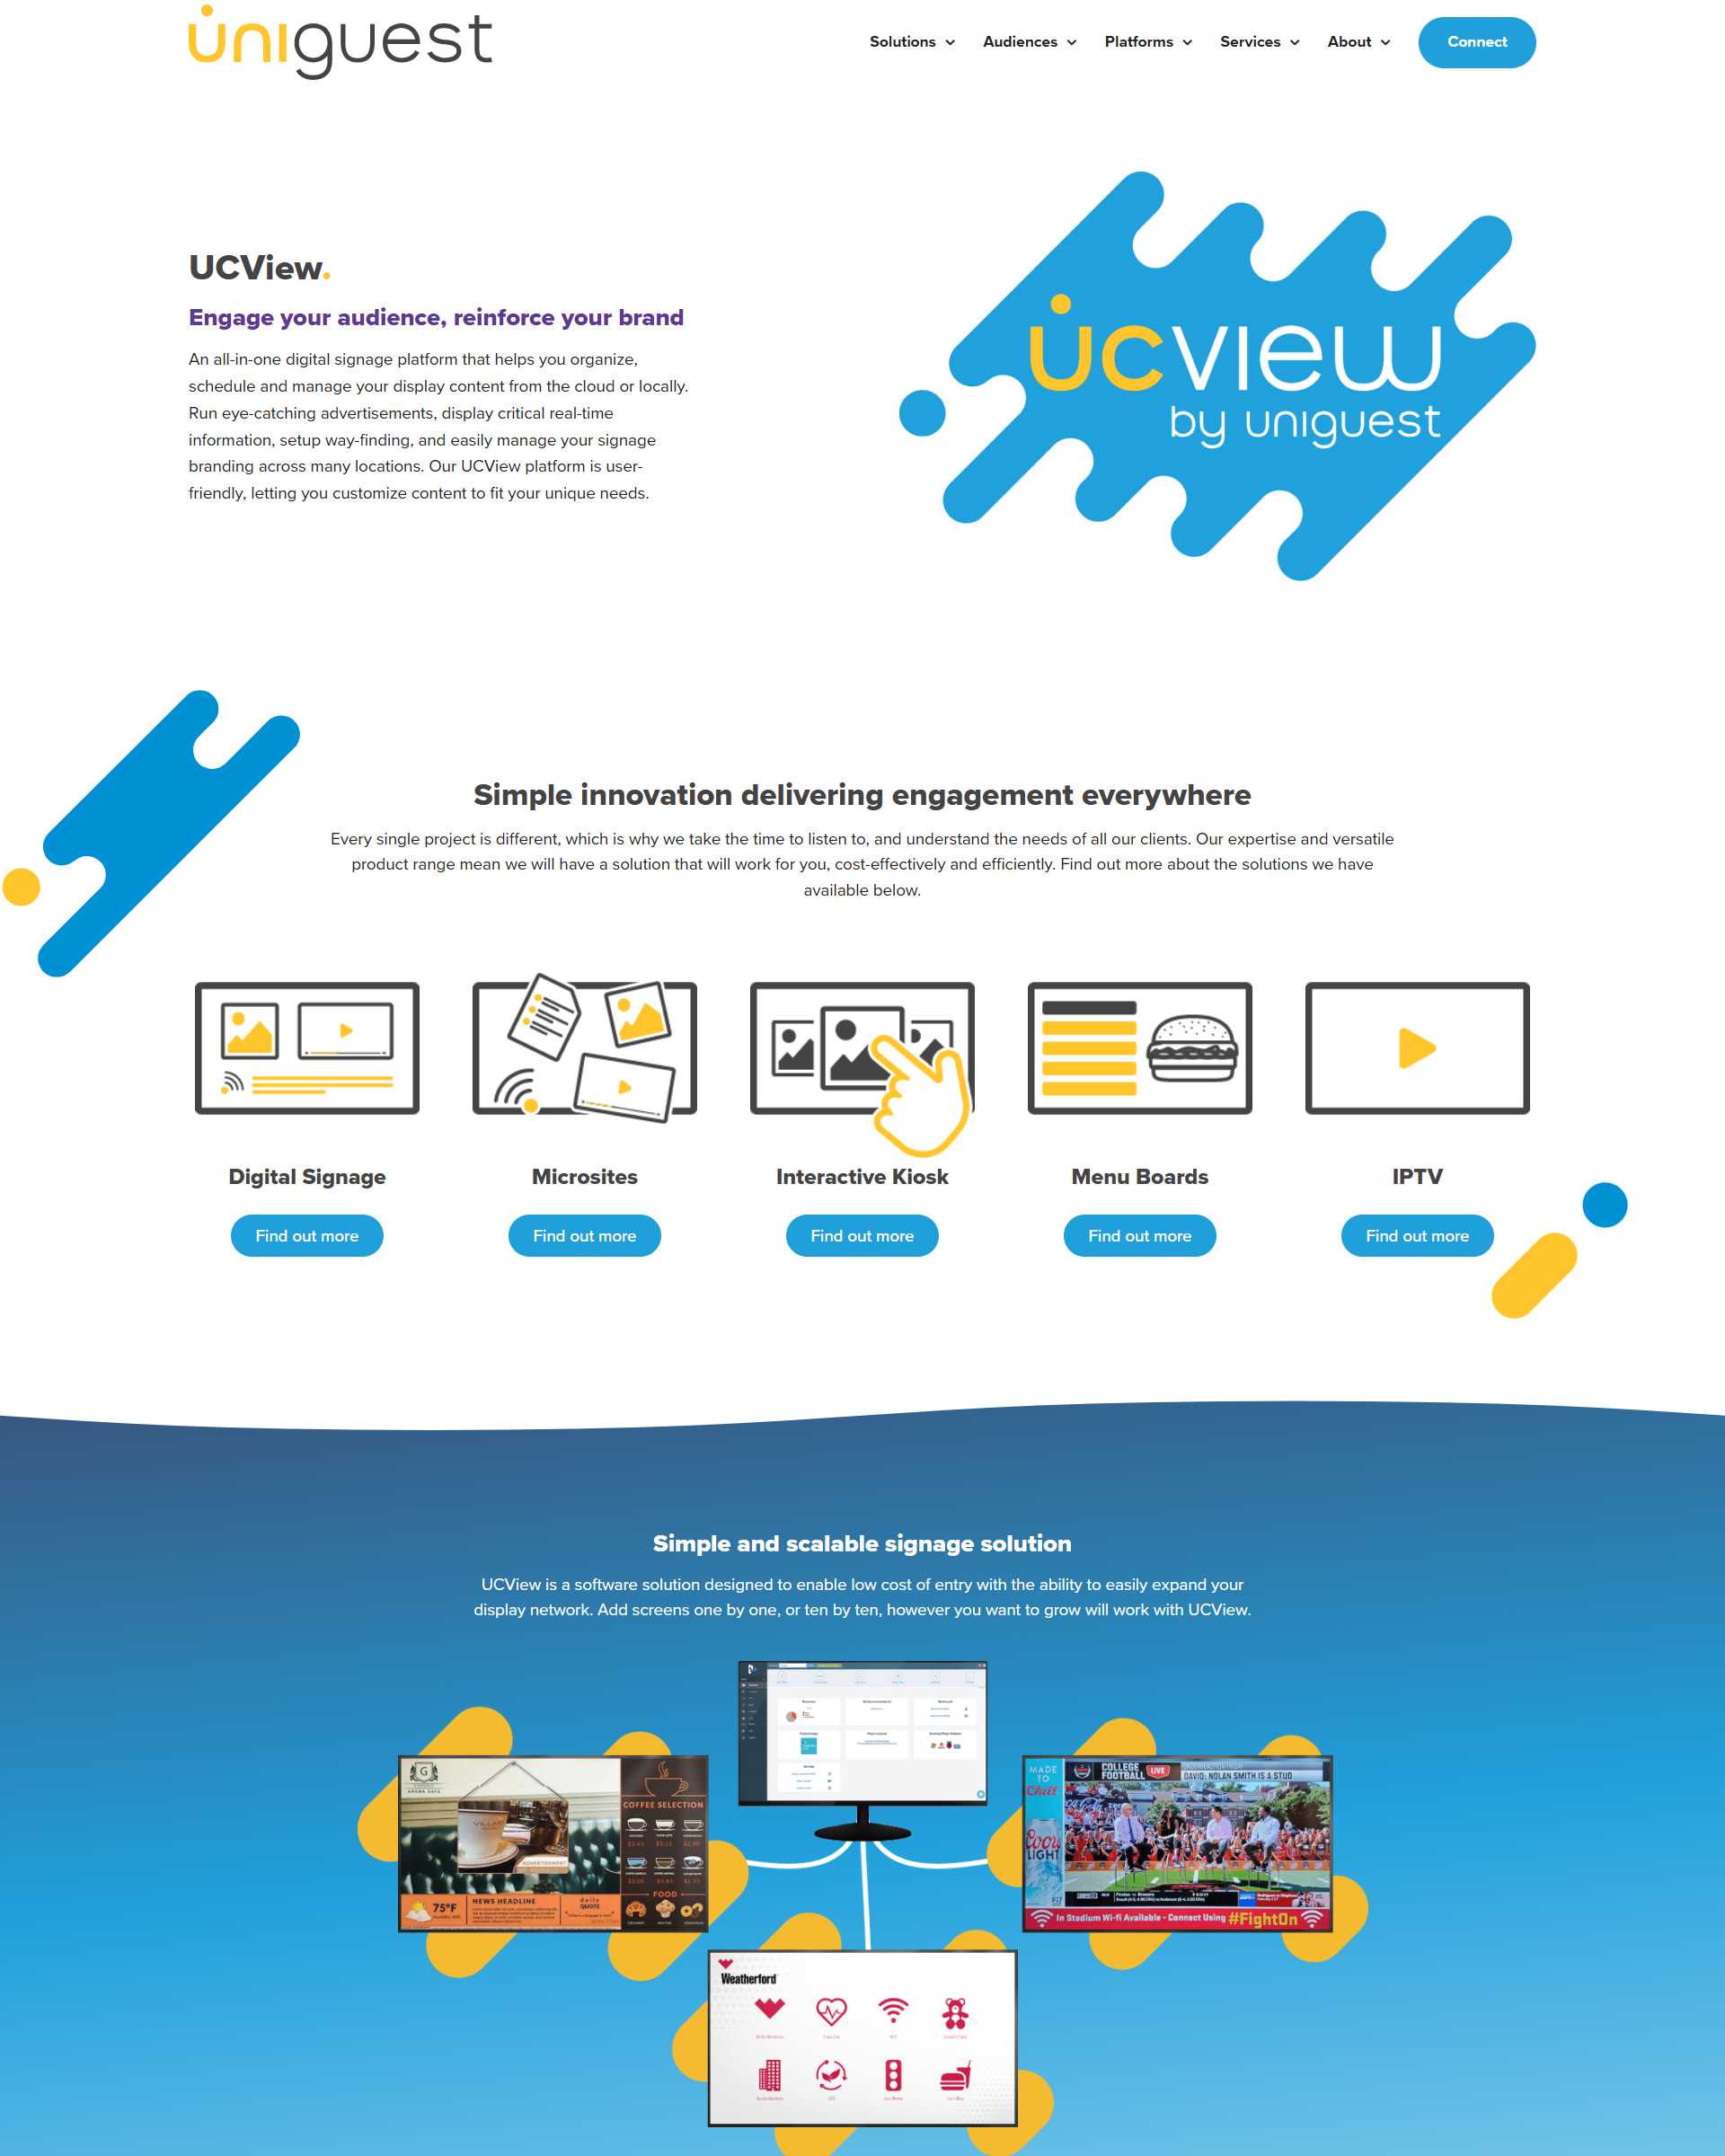 uniguest
Solutions
Audiences
Platforms
Services
About
Connect
UCView.
Engage your audience, reinforce your brand
An all-in-one digital signage platform that helps you organize,
schedule and manage your display content from the cloud or locally.
Run eye-catching advertisements, display critical real-time
information, setup way-finding, and easily manage your signage
branding across many locations. Our UCView platform is user-
friendly, letting you customize content to fit your unique needs.
ucview
by uniguest
Simple innovation delivering engagement everywhere
Every single project is different, which is why we take the time to listen to, and understand the needs of all our clients. Our expertise and versatile
product range mean we will have a solution that will work for you, cost-effectively and efficiently. Find out more about the solutions we have
available below.
Digital Signage
Microsites
Interactive Kiosk
Menu Boards
IPTV
Find out more
Find out more
Find out more
Find out more
Find out more
Simple and scalable signage solution
UCView is a software solution designed to enable low cost of entry with the ability to easily expand your
display network. Add screens one by one, or ten by ten, however you want to grow will work with UCView.
G
AROMA CAFE
ADVERTISEMENT
COFFEE SELECTION
FOOD
75°F
NEWS HEADLINE
daily
QUOTE
MADE
TO
Chill
COLLEGE
FOOTBALL
LIVE
DAVID: NOLAN SMITH IS A STUD
Coors
LIGHT
In Stadium Wi-fi Available - Connect Using #FightOn
Weatherford